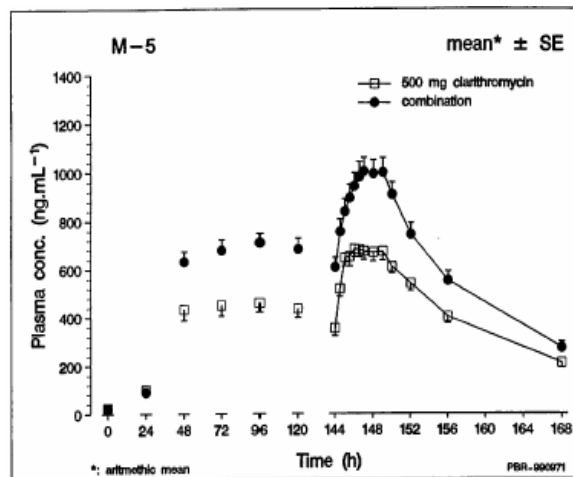 M-5
mean* ± SE
500 mg clarithromycin
combination
Plasma conc. (ng.mL⁻¹)
1400
1200
1000
800
600
400
200
0
0 24 48 72 96 120 144 148 152 156 160 164 168
Time (h)
*: aritmethic mean
PBR-990971